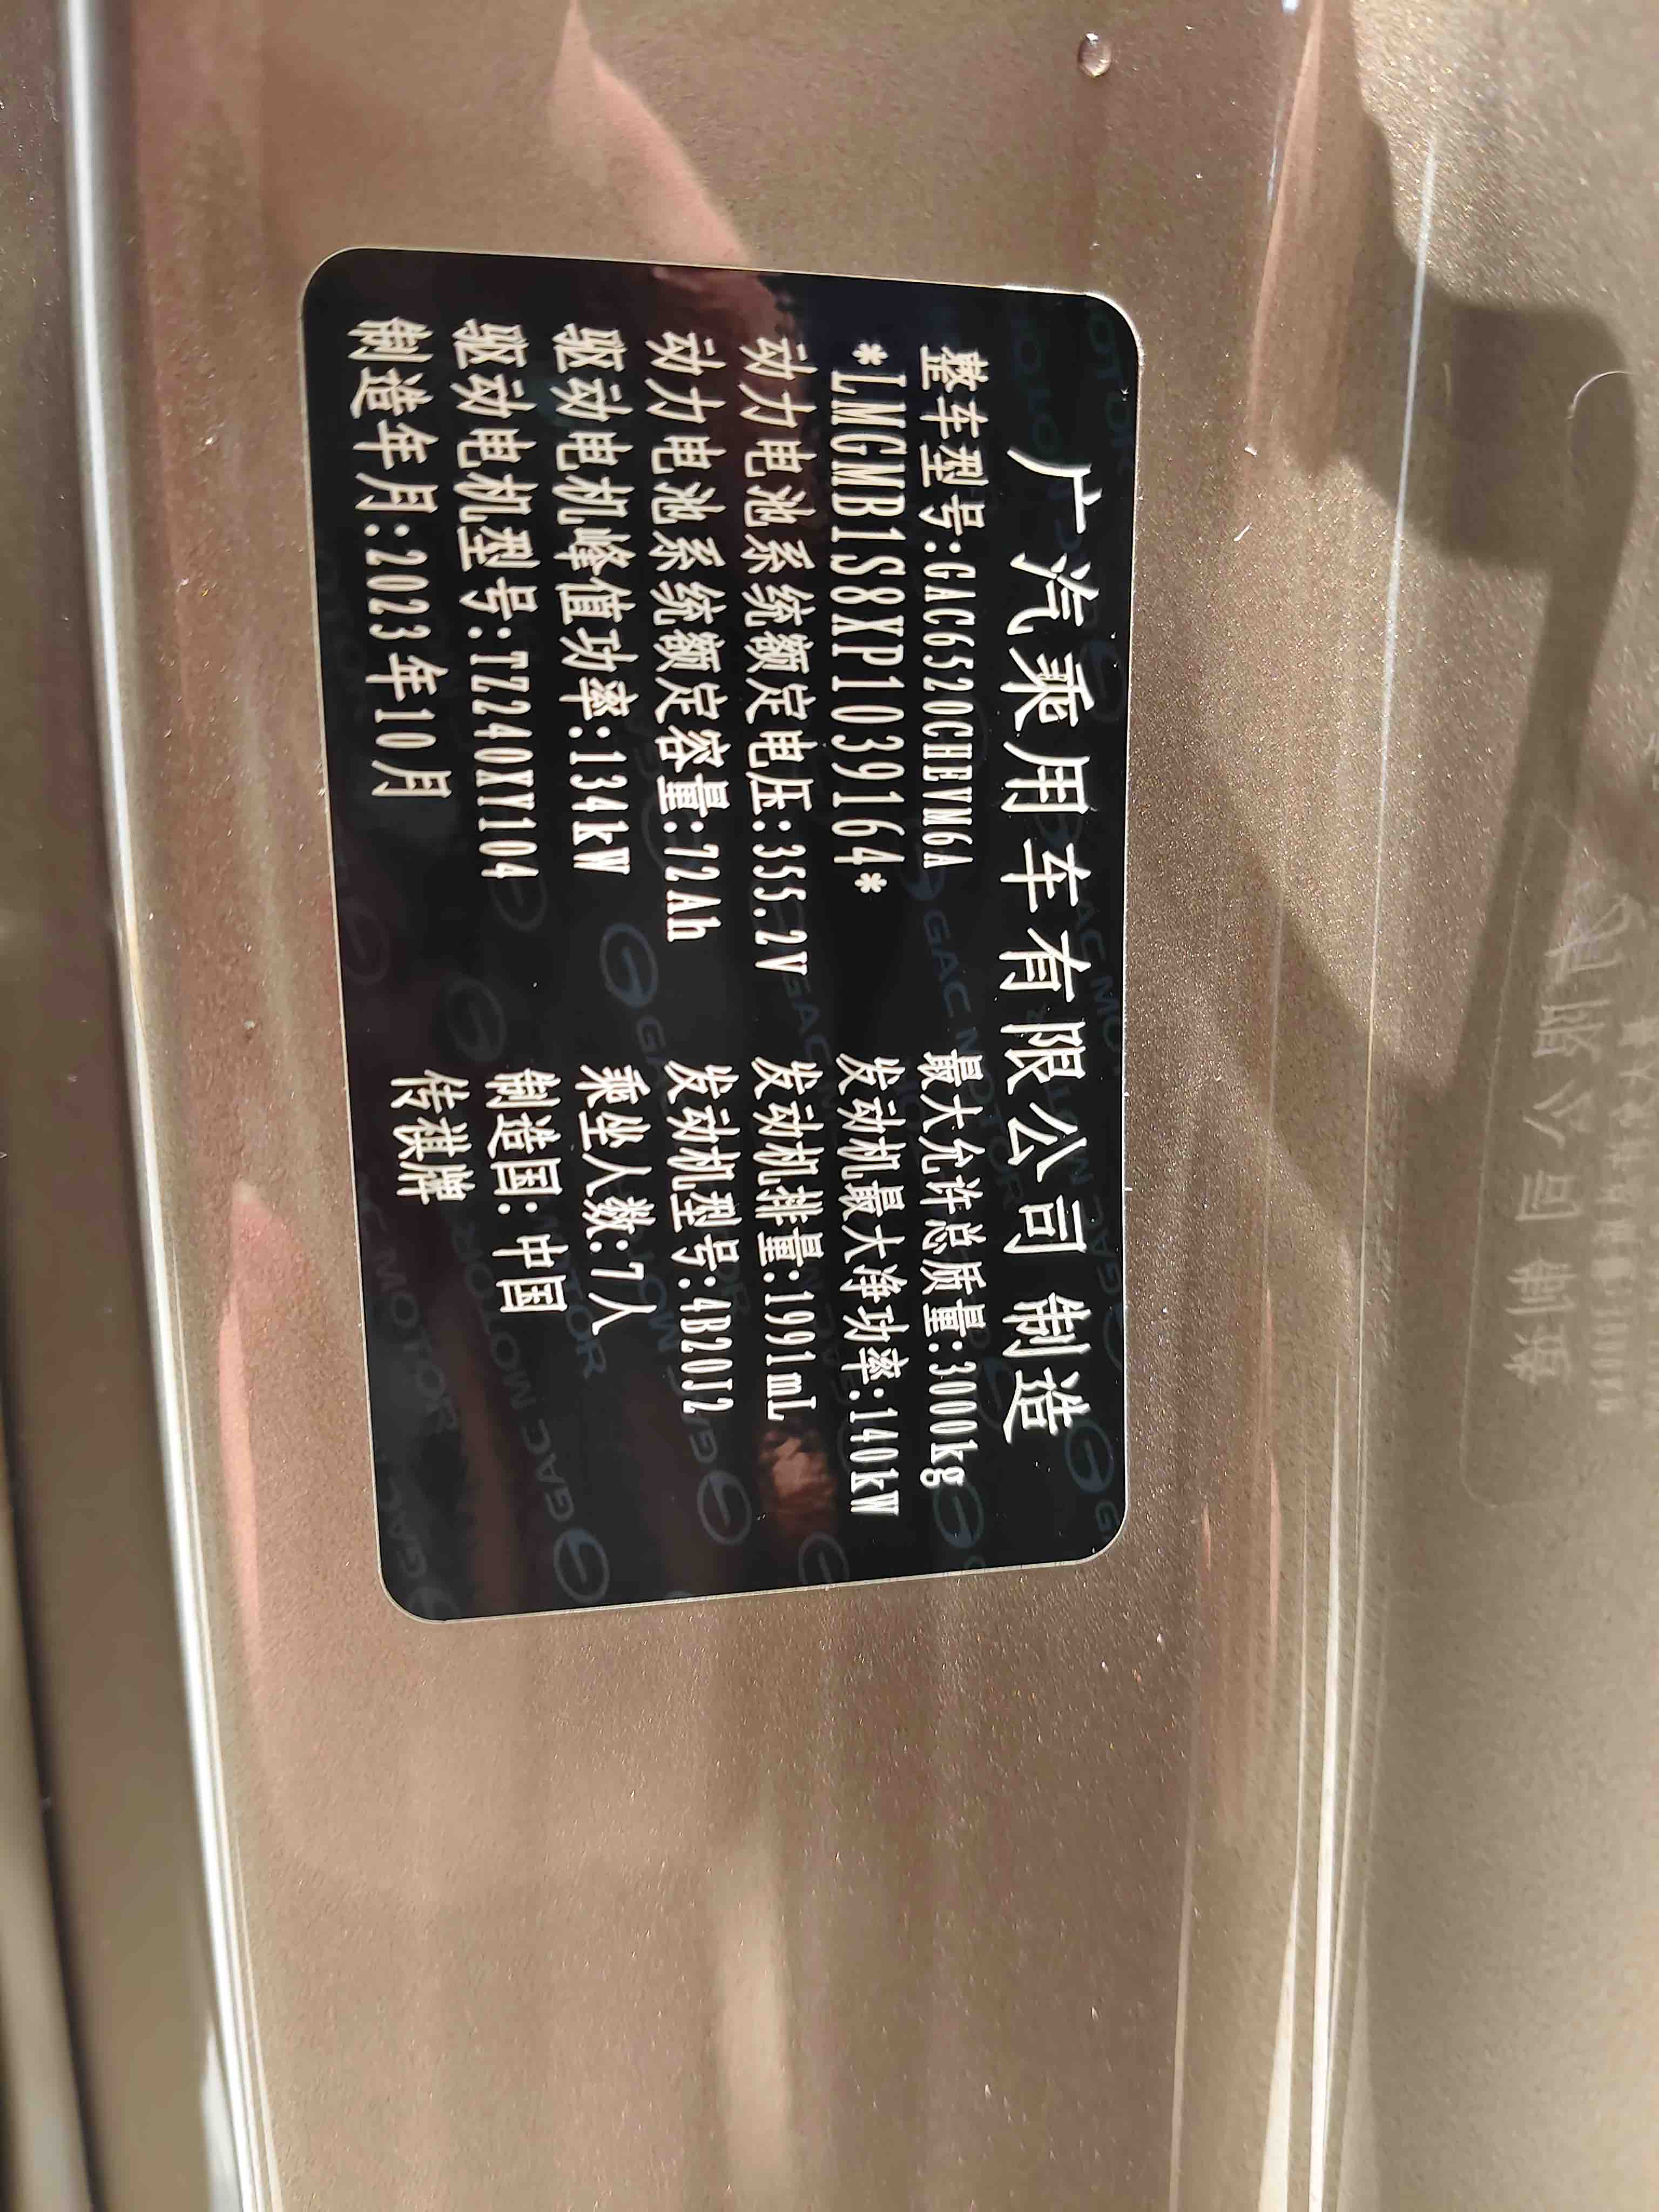 广汽乘用车有限公司 制造
整车型号:GAC6520CHEVM6A 最大允许总质量:3000kg
*LMGMB1S8XP1039164* 发动机最大净功率:140kW
动力电池系统额定电压:355.2V 发动机排量:1991mL
动力电池系统额定容量:72Ah 发动机型号:4B20J2
驱动电机峰值功率:134kW 乘坐人数:7人
驱动电机型号:TZ240XY104 制造国:中国
制造年月:2023年10月 传祺牌
GAC MOTOR